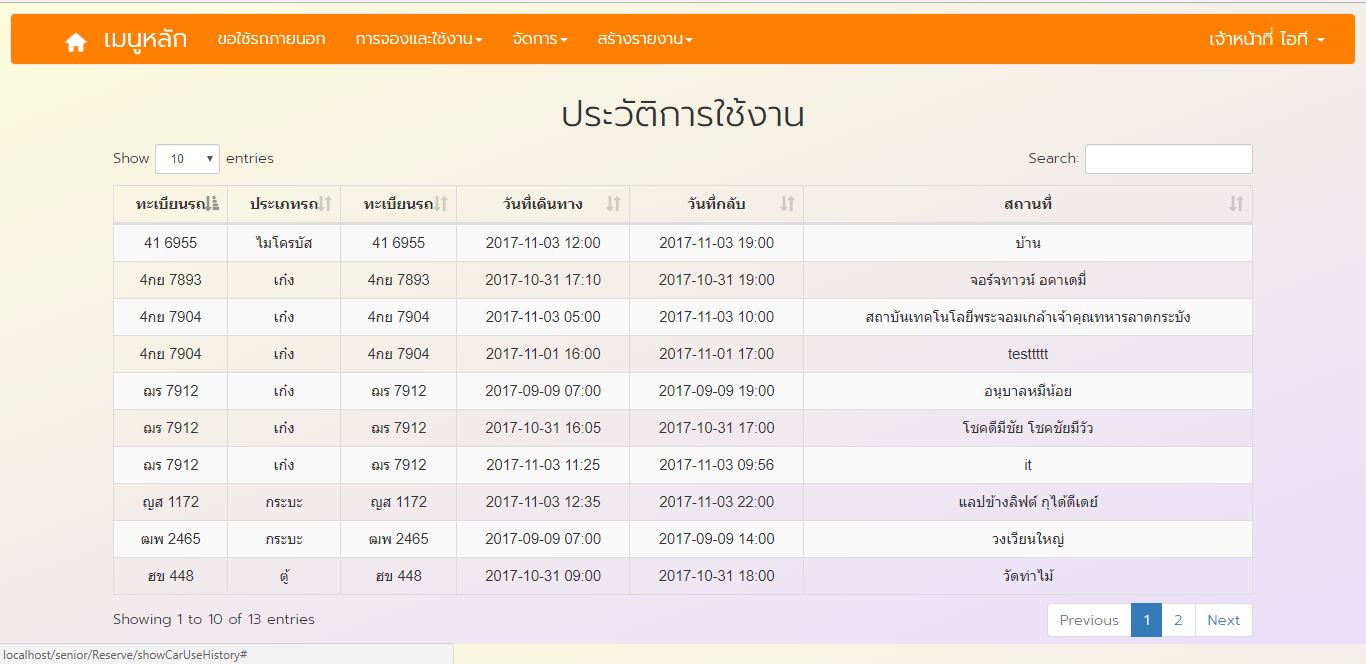 เมนูหลัก ขอใช้รถภายนอก การจองและใช้งาน จัดการ สร้างรายงาน เจ้าหน้าที่ ไอที
ประวัติการใช้งาน
Show 10 entries Search:
ทะเบียนรถ ประเภทรถ ทะเบียนรถ วันที่เดินทาง วันที่กลับ สถานที่
41 6955 ไมโครบัส 41 6955 2017-11-03 12:00 2017-11-03 19:00 บ้าน
4กย 7893 เก๋ง 4กย 7893 2017-10-31 17:10 2017-10-31 19:00 จอร์จทาวน์ อคาเดมี่
4กย 7904 เก๋ง 4กย 7904 2017-11-03 05:00 2017-11-03 10:00 สถาบันเทคโนโลยีพระจอมเกล้าเจ้าคุณทหารลาดกระบัง
4กย 7904 เก๋ง 4กย 7904 2017-11-01 16:00 2017-11-01 17:00 testtttt
ฌร 7912 เก๋ง ฌร 7912 2017-09-09 07:00 2017-09-09 19:00 อนุบาลหมีน้อย
ฌร 7912 เก๋ง ฌร 7912 2017-10-31 16:05 2017-10-31 17:00 โชคดีมีชัย โชคชัยมีวัว
ฌร 7912 เก๋ง ฌร 7912 2017-11-03 11:25 2017-11-03 09:56 it
ญส 1172 กระบะ ญส 1172 2017-11-03 12:35 2017-11-03 22:00 แลปข้างลิฟต์ กุได้ดีเดย์
ฒพ 2465 กระบะ ฒพ 2465 2017-09-09 07:00 2017-09-09 14:00 วงเวียนใหญ่
ฮข 448 ตู้ ฮข 448 2017-10-31 09:00 2017-10-31 18:00 วัดท่าไม้
Showing 1 to 10 of 13 entries Previous 1 2 Next
localhost/senior/Reserve/showCarUseHistory#